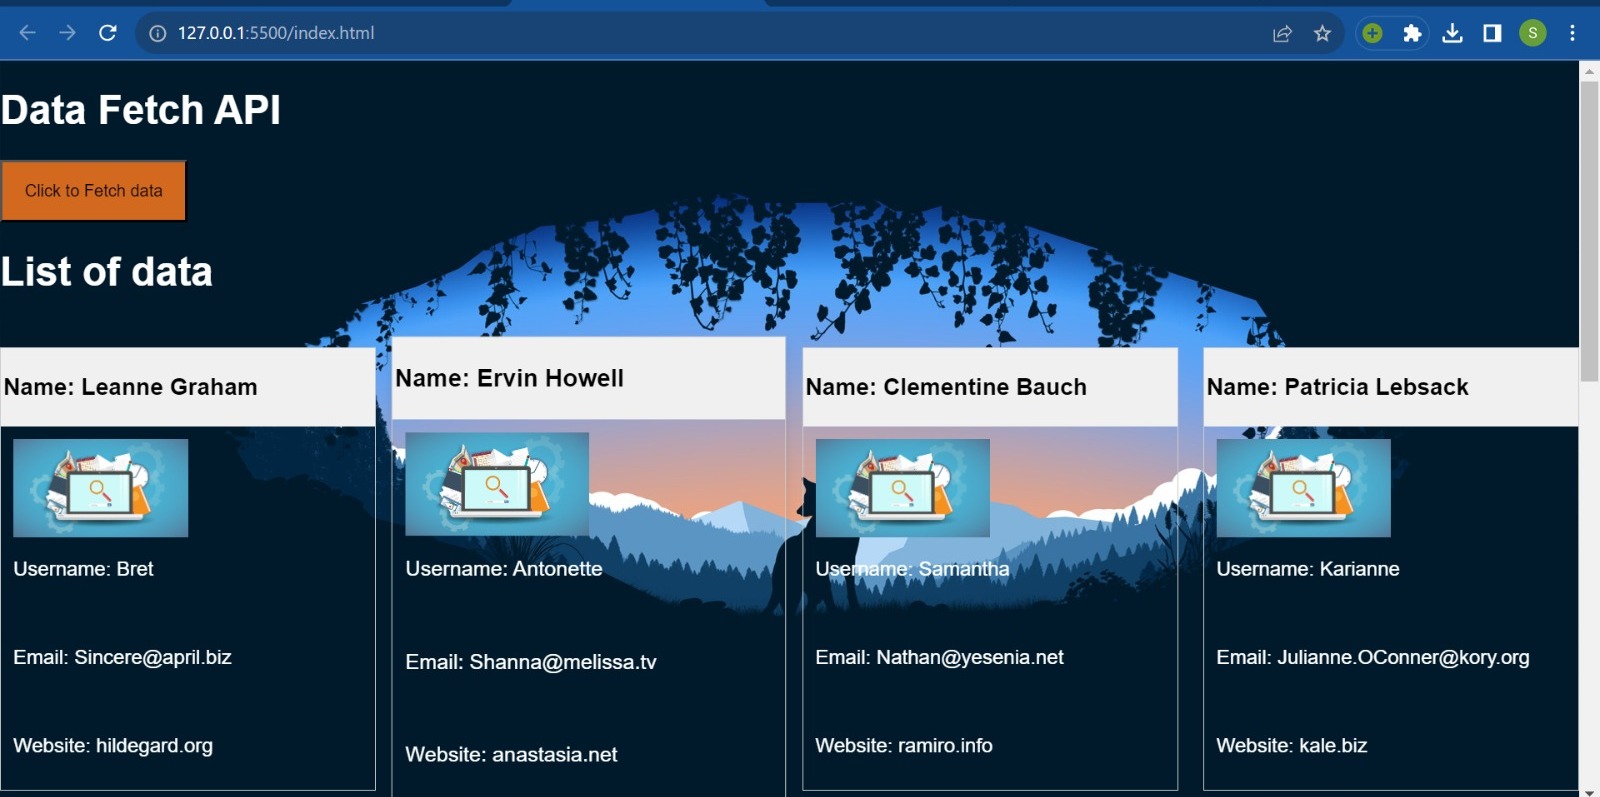 127.0.0.1:5500/index.html
S
Data Fetch API
Click to Fetch data
List of data
Name: Leanne Graham
Username: Bret
Email: Sincere@april.biz
Website: hildegard.org
Name: Ervin Howell
Username: Antonette
Email: Shanna@melissa.tv
Website: anastasia.net
Name: Clementine Bauch
Username: Samantha
Email: Nathan@yesenia.net
Website: ramiro.info
Name: Patricia Lebsack
Username: Karianne
Email: Julianne.OConner@kory.org
Website: kale.biz